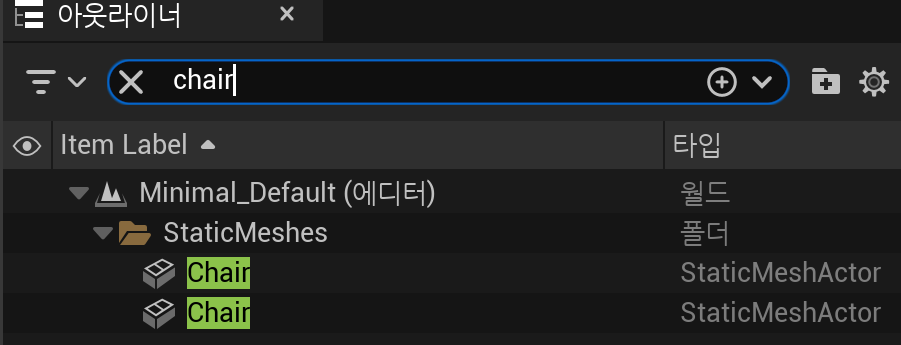 아웃라이너
chair
Item Label 타입
Minimal_Default (에디터) 월드
StaticMeshes 폴더
Chair StaticMeshActor
Chair StaticMeshActor